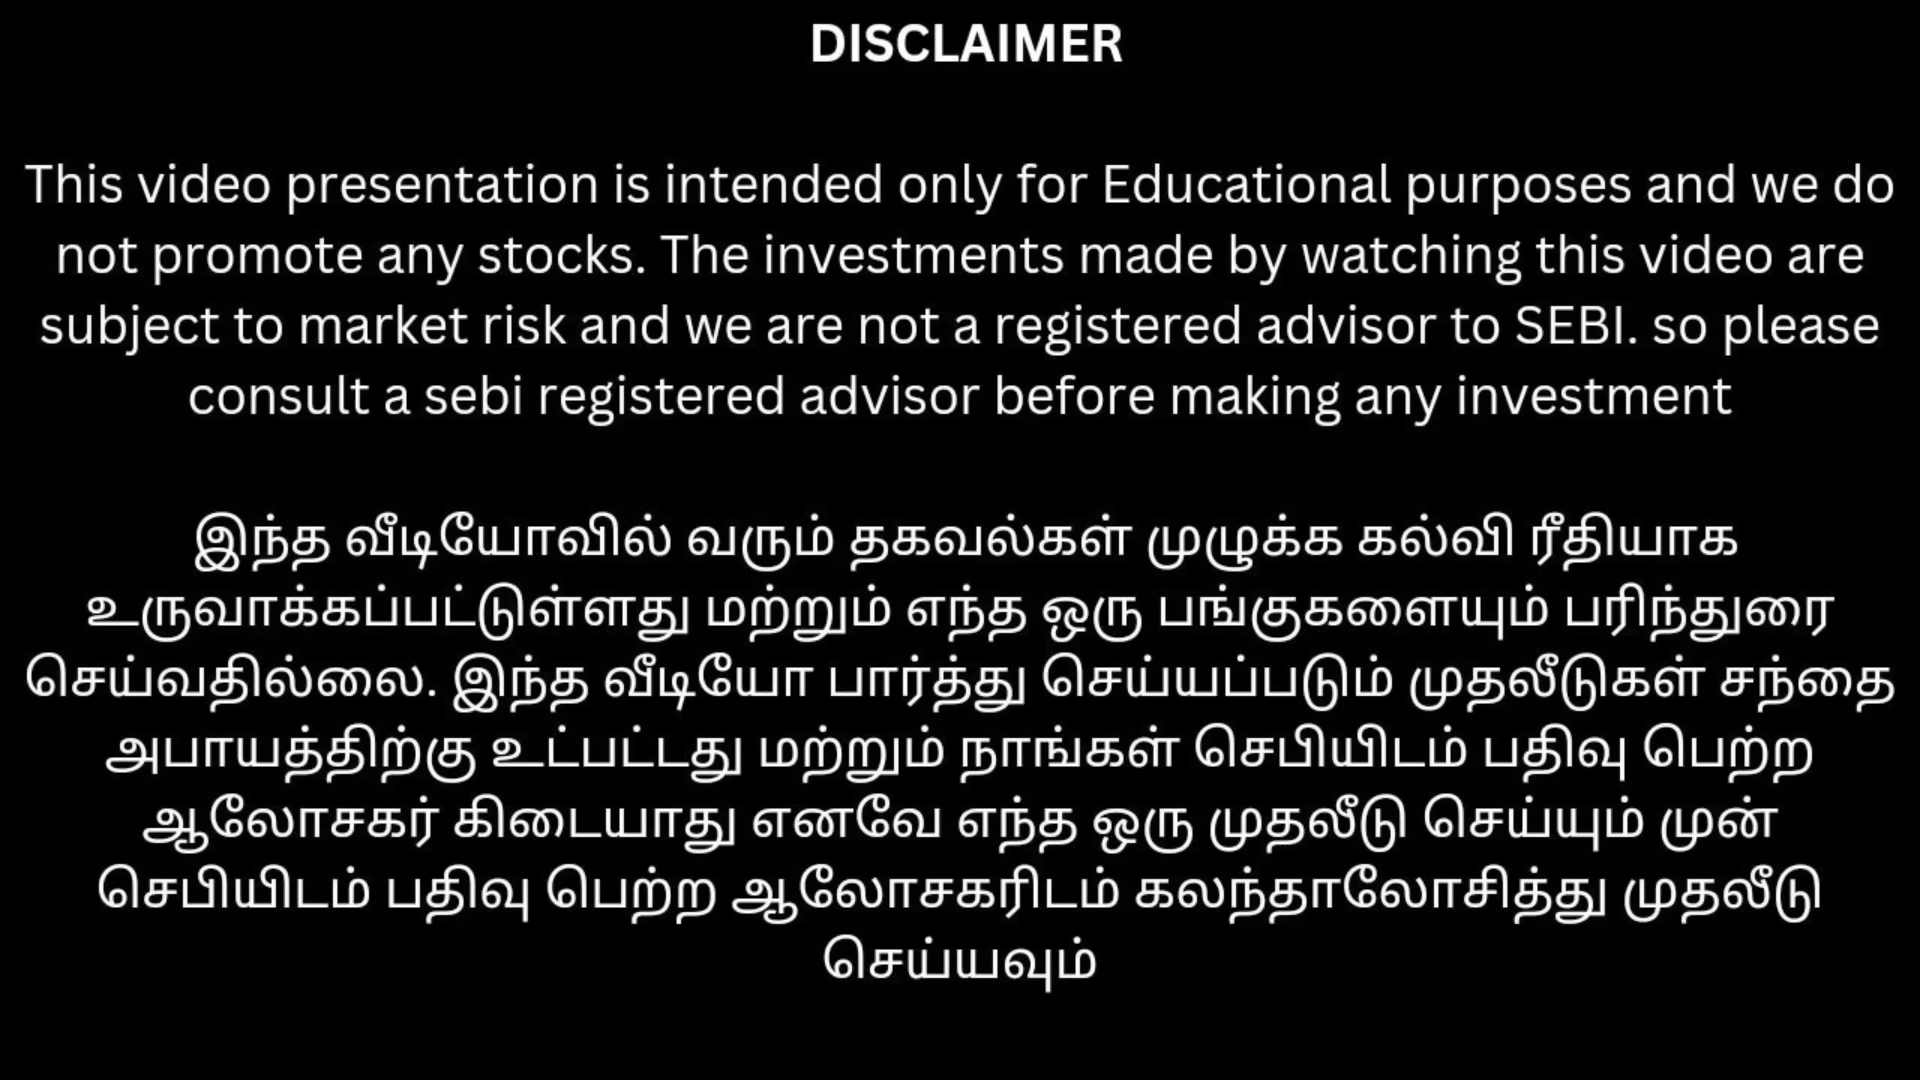 DISCLAIMER
This video presentation is intended only for Educational purposes and we do
not promote any stocks. The investments made by watching this video are
subject to market risk and we are not a registered advisor to SEBI. so please
consult a sebi registered advisor before making any investment
இந்த வீடியோவில் வரும் தகவல்கள் முழுக்க கல்வி ரீதியாக
உருவாக்கப்பட்டுள்ளது மற்றும் எந்த ஒரு பங்குகளையும் பரிந்துரை
செய்வதில்லை. இந்த வீடியோ பார்த்து செய்யப்படும் முதலீடுகள் சந்தை
அபாயத்திற்கு உட்பட்டது மற்றும் நாங்கள் செபியிடம் பதிவு பெற்ற
ஆலோசகர் கிடையாது எனவே எந்த ஒரு முதலீடு செய்யும் முன்
செபியிடம் பதிவு பெற்ற ஆலோசகரிடம் கலந்தாலோசித்து முதலீடு
செய்யவும்